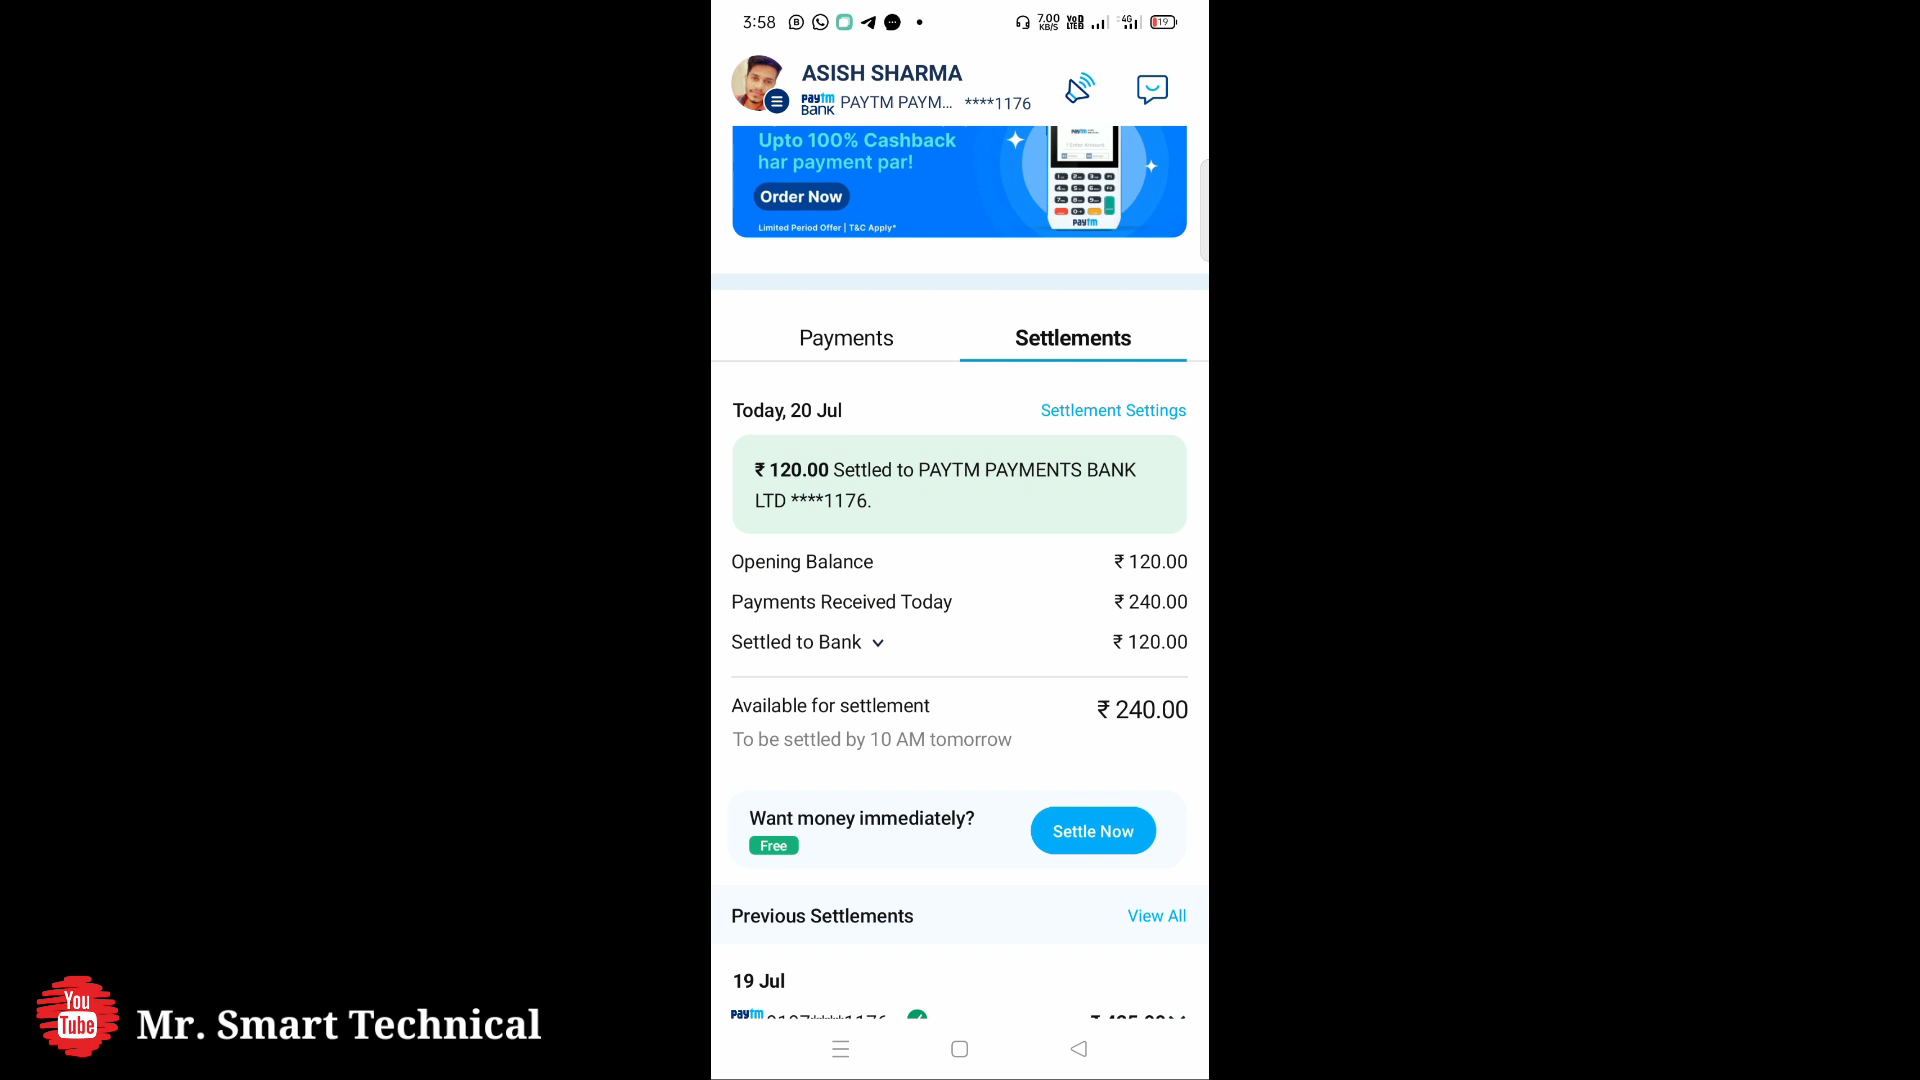 3:58
7.00 KB/S
VoD LTE
4G
19
ASISH SHARMA
paytm BANK PAYTM PAYM... ****1176
Upto 100% Cashback
har payment par!
Order Now
Limited Period Offer | T&C Apply*
paytm
Payments
Settlements
Today, 20 Jul
Settlement Settings
₹ 120.00 Settled to PAYTM PAYMENTS BANK
LTD ****1176.
Opening Balance ₹ 120.00
Payments Received Today ₹ 240.00
Settled to Bank ₹ 120.00
Available for settlement ₹ 240.00
To be settled by 10 AM tomorrow
Want money immediately?
Free
Settle Now
Previous Settlements
View All
19 Jul
paytm
You
Tube
Mr. Smart Technical